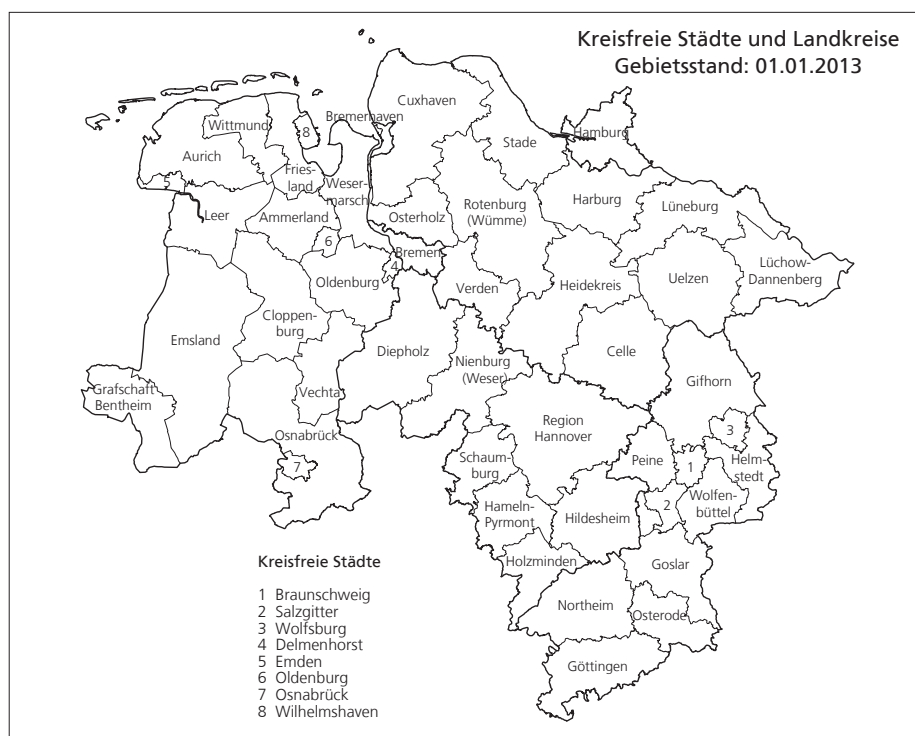 Kreisfreie Städte und Landkreise
Gebietsstand: 01.01.2013
Cuxhaven
Bremerhaven
Wittmund
8
Hamburg
Stade
Aurich
5
Fries-
land
Weser-
marsch
Harburg
Lüneburg
Rotenburg
(Wümme)
Leer
Ammerland
Osterholz
6
Bremen
4
Lüchow-
Dannenberg
Oldenburg
Verden
Heidekreis
Uelzen
Cloppen-
burg
Emsland
Diepholz
Nienburg
(Weser)
Celle
Gifhorn
Grafschaft
Bentheim
Vechta
Region
Hannover
Osnabrück
3
7
Schaum-
burg
Peine
1
Helm-
stedt
Hameln-
Pyrmont
Hildesheim
2
Wolfen-
büttel
Holzminden
Goslar
Northeim
Osterode
Göttingen
Kreisfreie Städte
1 Braunschweig
2 Salzgitter
3 Wolfsburg
4 Delmenhorst
5 Emden
6 Oldenburg
7 Osnabrück
8 Wilhelmshaven